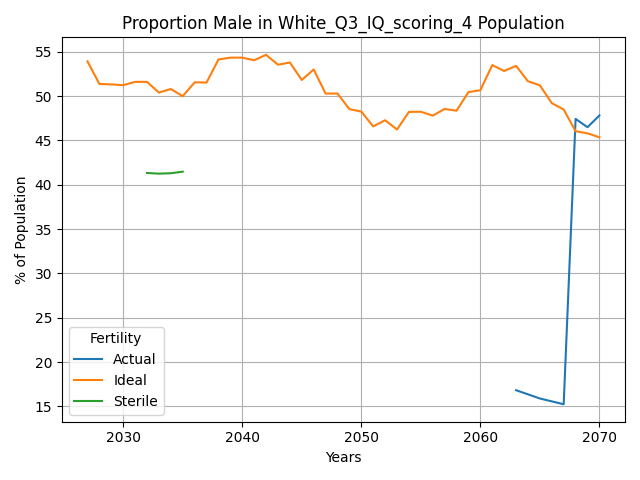 Proportion Male in White_Q3_IQ_scoring_4 Population
% of Population
55
50
45
40
35
30
25
20
15
Fertility
Actual
Ideal
Sterile
2030
2040
2050
2060
2070
Years